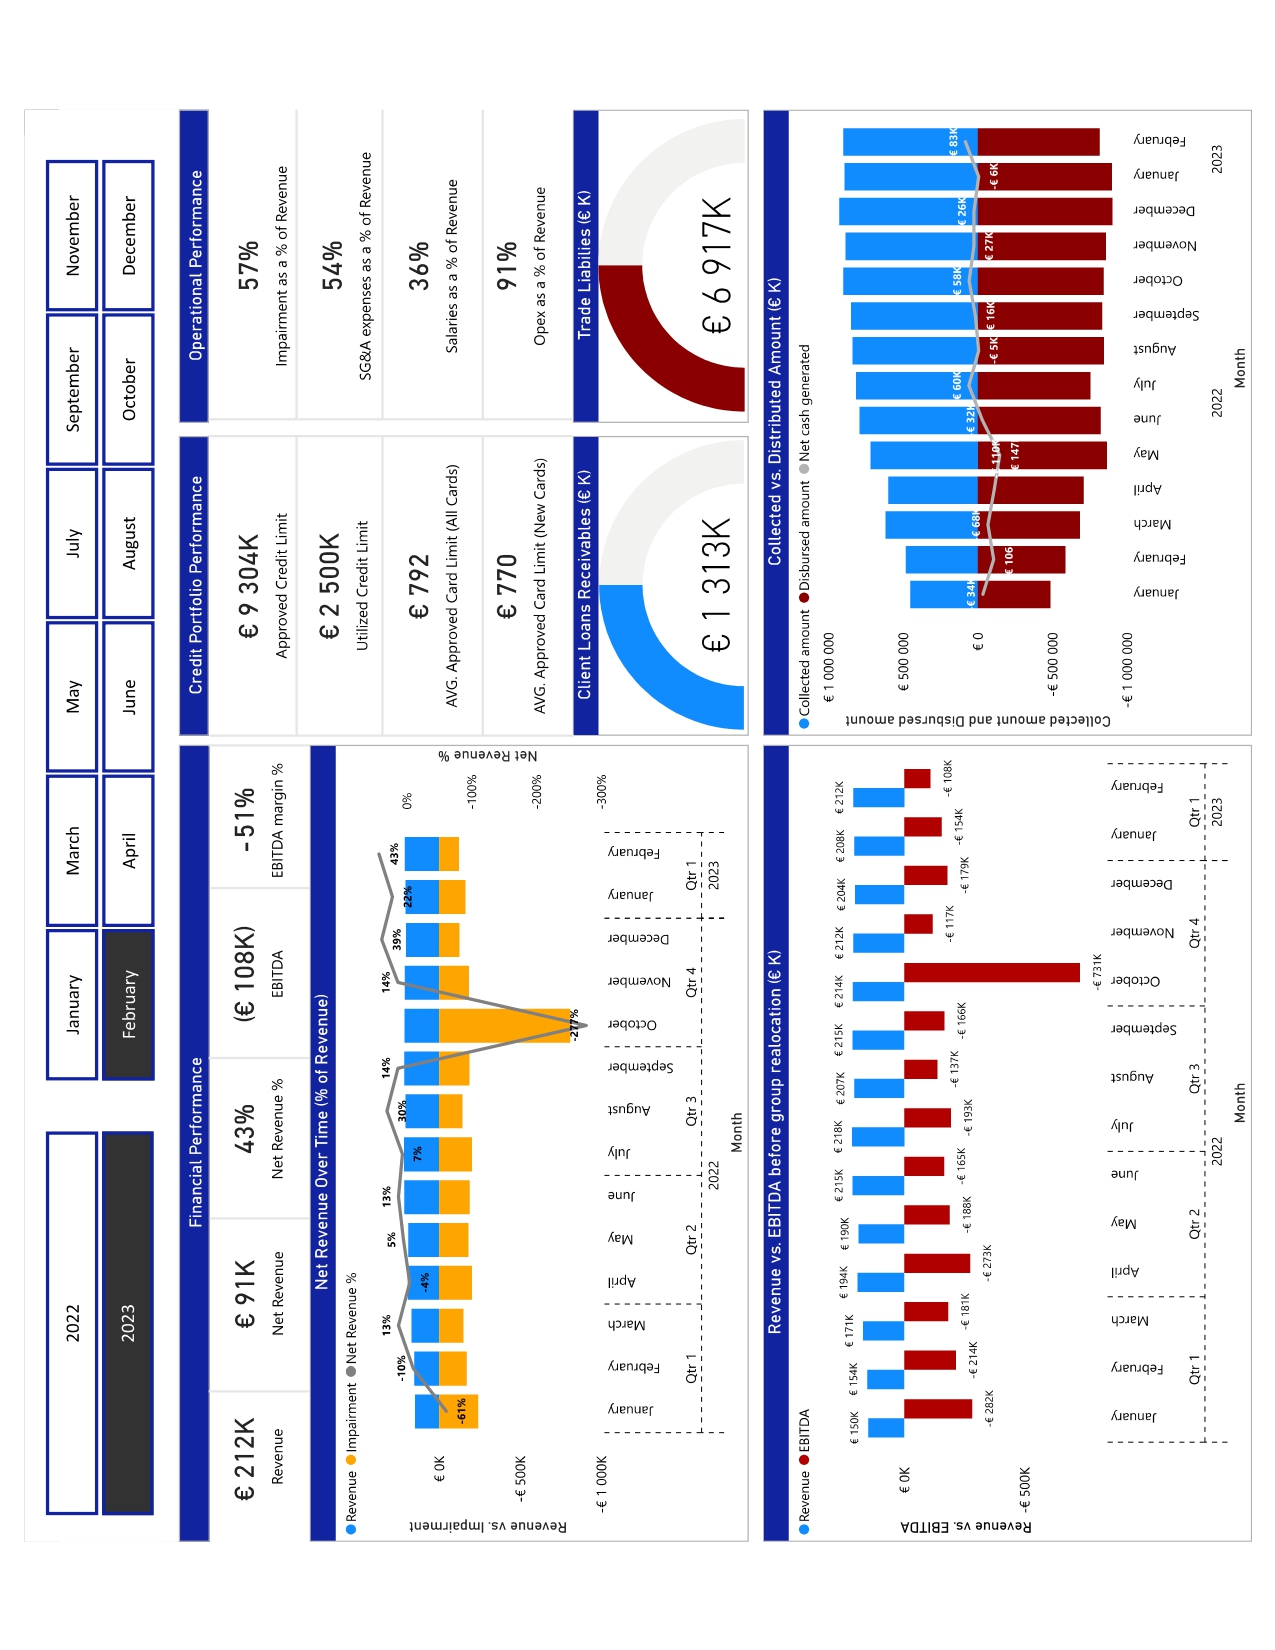 2022
2023
January
March
May
July
September
November
February
April
June
August
October
December
Financial Performance
€ 212K
Revenue
€ 91K
Net Revenue
43%
Net Revenue %
(€ 108K)
EBITDA
-51%
EBITDA margin %
Net Revenue Over Time (% of Revenue)
Revenue Impairment Net Revenue %
Revenue vs. Impairment
€ 0K
-€ 500K
-€ 1 000K
-61%
-10%
13%
-4%
5%
13%
7%
30%
14%
-277%
14%
39%
22%
43%
0%
-100%
-200%
-300%
Net Revenue %
January
February
March
April
May
June
July
August
September
October
November
December
January
February
Qtr 1
Qtr 2
Qtr 3
Qtr 4
Qtr 1
2022
2023
Month
Credit Portfolio Performance
€ 9 304K
Approved Credit Limit
€ 2 500K
Utilized Credit Limit
€ 792
AVG. Approved Card Limit (All Cards)
€ 770
AVG. Approved Card Limit (New Cards)
Client Loans Receivables (€ K)
€ 1 313K
Operational Performance
57%
Impairment as a % of Revenue
54%
SG&A expenses as a % of Revenue
36%
Salaries as a % of Revenue
91%
Opex as a % of Revenue
Trade Liabilies (€ K)
€ 6 917K
Revenue vs. EBITDA before group realocation (€ K)
Revenue EBITDA
Revenue vs. EBITDA
€ 0K
-€ 500K
€ 150K
€ 154K
€ 171K
€ 194K
€ 190K
€ 215K
€ 218K
€ 207K
€ 215K
€ 214K
€ 212K
€ 204K
€ 208K
€ 212K
-€ 282K
-€ 214K
-€ 181K
-€ 273K
-€ 188K
-€ 165K
-€ 193K
-€ 137K
-€ 166K
-€ 731K
-€ 117K
-€ 179K
-€ 154K
-€ 108K
January
February
March
April
May
June
July
August
September
October
November
December
January
February
Qtr 1
Qtr 2
Qtr 3
Qtr 4
Qtr 1
2022
2023
Month
Collected vs. Distributed Amount (€ K)
Collected amount Disbursed amount Net cash generated
Collected amount and Disbursed amount
€ 1 000 000
€ 500 000
€ 0
-€ 500 000
-€ 1 000 000
-€ 34K
€ 106
€ 68K
€ 110K
€ 147
€ 32K
€ 60K
-€ 5K
€ 16K
€ 58K
€ 27K
€ 26K
-€ 6K
€ 83K
January
February
March
April
May
June
July
August
September
October
November
December
January
February
2022
2023
Month